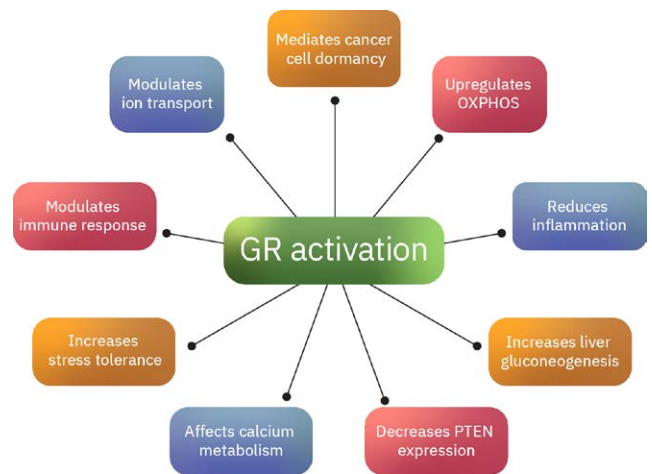 Mediates cancer
cell dormancy
Modulates
ion transport
Upregulates
OXPHOS
Modulates
immune response
GR activation
Reduces
inflammation
Increases
stress tolerance
Increases liver
gluconeogenesis
Affects calcium
metabolism
Decreases PTEN
expression